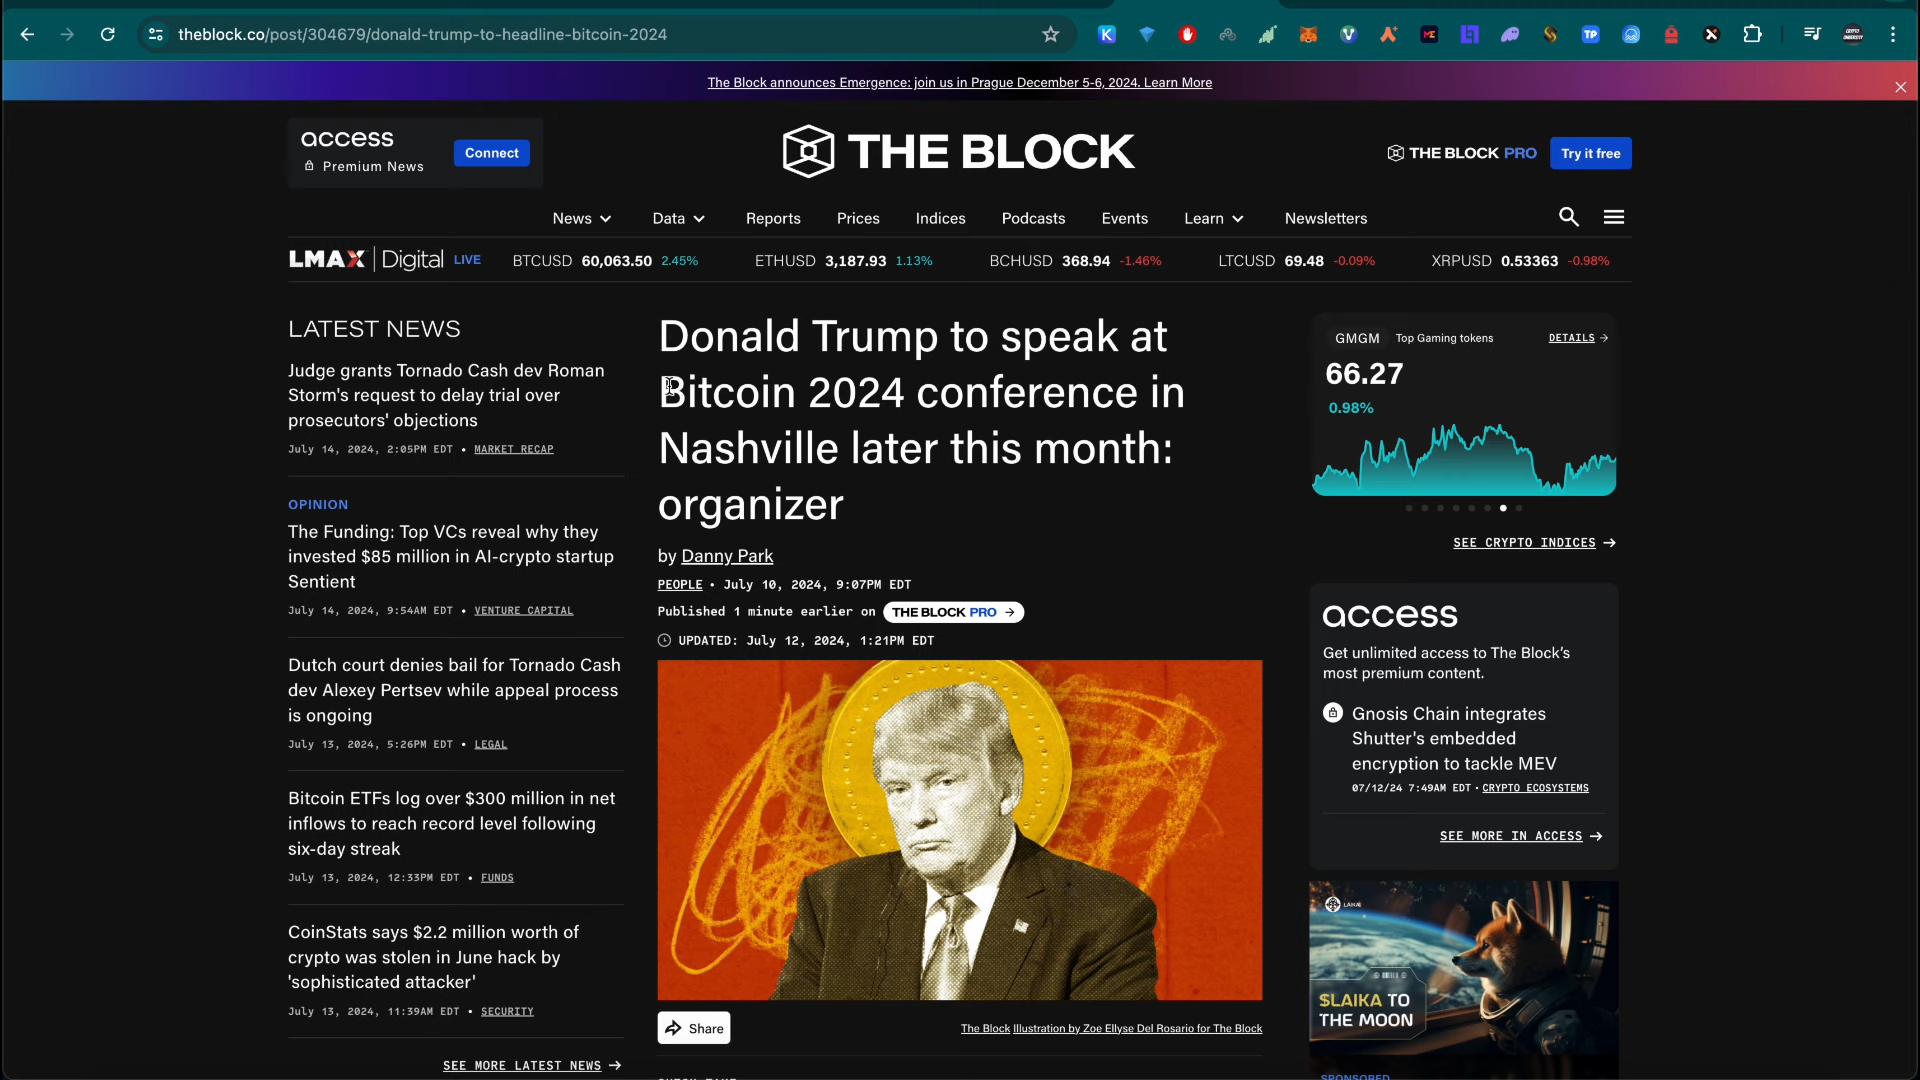 theblock.co/post/304679/donald-trump-to-headline-bitcoin-2024
The Block announces Emergence: join us in Prague December 5-6, 2024. Learn More
access
Premium News
Connect
THE BLOCK
THE BLOCK PRO
Try it free
News
Data
Reports
Prices
Indices
Podcasts
Events
Learn
Newsletters
LMAX Digital LIVE
BTCUSD 60,063.50 2.45%
ETHUSD 3,187.93 1.13%
BCHUSD 368.94 -1.46%
LTCUSD 69.48 -0.09%
XRPUSD 0.53363 -0.98%
LATEST NEWS
Judge grants Tornado Cash dev Roman
Storm's request to delay trial over
prosecutors' objections
July 14, 2024, 2:05PM EDT • MARKET RECAP
OPINION
The Funding: Top VCs reveal why they
invested $85 million in AI-crypto startup
Sentient
July 14, 2024, 9:54AM EDT • VENTURE CAPITAL
Dutch court denies bail for Tornado Cash
dev Alexey Pertsev while appeal process
is ongoing
July 13, 2024, 5:26PM EDT • LEGAL
Bitcoin ETFs log over $300 million in net
inflows to reach record level following
six-day streak
July 13, 2024, 12:33PM EDT • FUNDS
CoinStats says $2.2 million worth of
crypto was stolen in June hack by
'sophisticated attacker'
July 13, 2024, 11:39AM EDT • SECURITY
SEE MORE LATEST NEWS
Donald Trump to speak at
Bitcoin 2024 conference in
Nashville later this month:
organizer
by Danny Park
PEOPLE • July 10, 2024, 9:07PM EDT
Published 1 minute earlier on THE BLOCK PRO
UPDATED: July 12, 2024, 1:21PM EDT
Share
The Block Illustration by Zoe Ellyse Del Rosario for The Block
GMGM Top Gaming tokens DETAILS
66.27
0.98%
SEE CRYPTO INDICES
access
Get unlimited access to The Block's
most premium content.
Gnosis Chain integrates
Shutter's embedded
encryption to tackle MEV
07/12/24 7:49AM EDT • CRYPTO ECOSYSTEMS
SEE MORE IN ACCESS
LAIKA
$LAIKA TO
THE MOON
SPONSORED